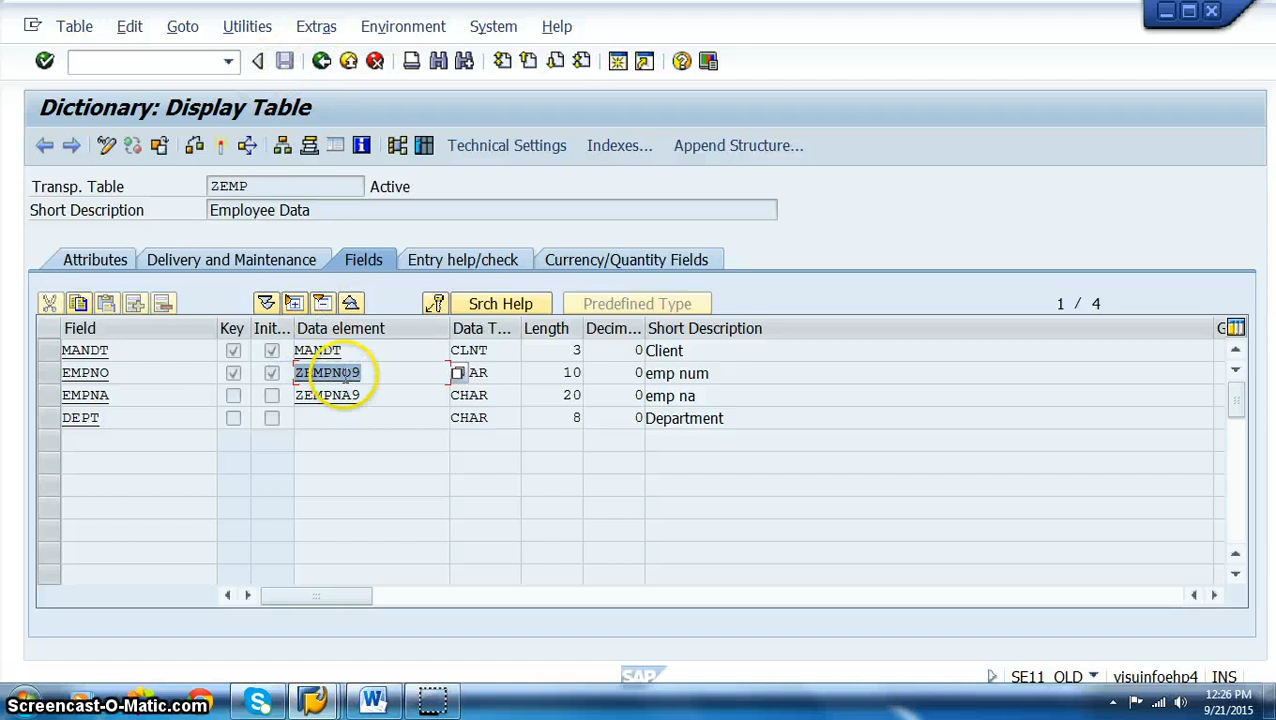 Table Edit Goto Utilities Extras Environment System Help
Dictionary: Display Table
Technical Settings Indexes... Append Structure...
Transp. Table ZEMP Active
Short Description Employee Data
Attributes Delivery and Maintenance Fields Entry help/check Currency/Quantity Fields
Srch Help Predefined Type 1 / 4
Field Key Init... Data element Data T... Length Decim... Short Description G
MANDT MANDT CLNT 3 0 Client
EMPNO ZEMPNO9 AR 10 0 emp num
EMPNA ZEMPNA9 CHAR 20 0 emp na
DEPT CHAR 8 0 Department
SAP SE11_OLD visuinfoehp4 INS
Screencast-O-Matic.com
12:26 PM
9/21/2015